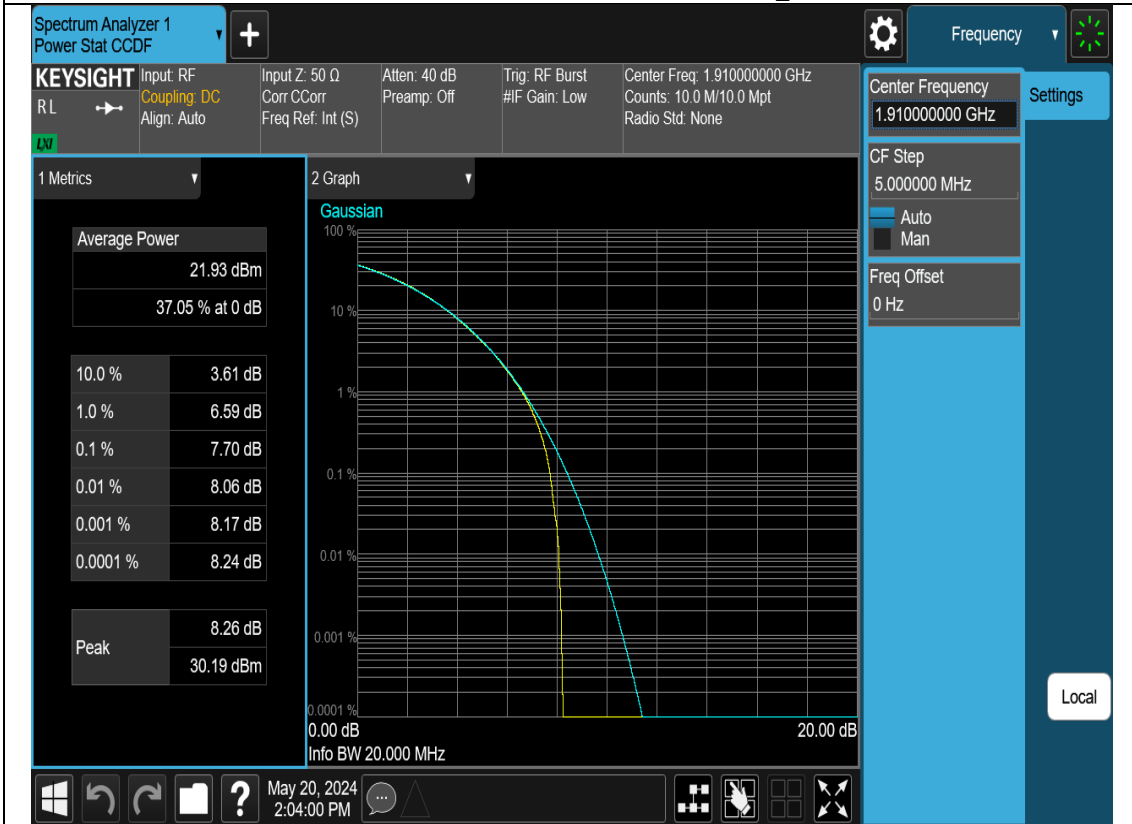 Spectrum Analyzer 1
Power Stat CCDF
Frequency
KEYSIGHT
RL
LXI
Input: RF
Coupling: DC
Align: Auto
Input Z: 50 Ω
Corr CCorr
Freq Ref: Int (S)
Atten: 40 dB
Preamp: Off
Trig: RF Burst
#IF Gain: Low
Center Freq: 1.910000000 GHz
Counts: 10.0 M/10.0 Mpt
Radio Std: None
Center Frequency
1.910000000 GHz
Settings
CF Step
5.000000 MHz
Auto
Man
Freq Offset
0 Hz
1 Metrics
Average Power
21.93 dBm
37.05 % at 0 dB
10.0 % 3.61 dB
1.0 % 6.59 dB
0.1 % 7.70 dB
0.01 % 8.06 dB
0.001 % 8.17 dB
0.0001 % 8.24 dB
Peak 8.26 dB
30.19 dBm
2 Graph
Gaussian
100 %
10 %
1 %
0.1 %
0.01 %
0.001 %
0.0001 %
0.00 dB 20.00 dB
Info BW 20.000 MHz
Local
? May 20, 2024
2:04:00 PM